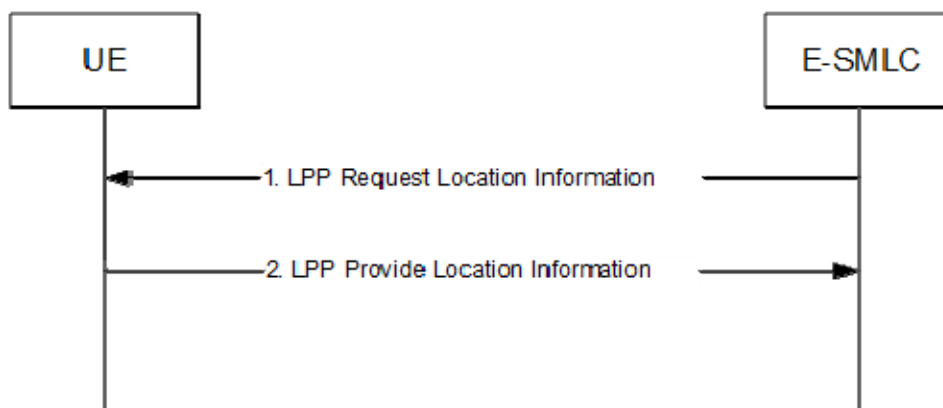 UE
E-SMLC
1. LPP Request Location Information
2. LPP Provide Location Information